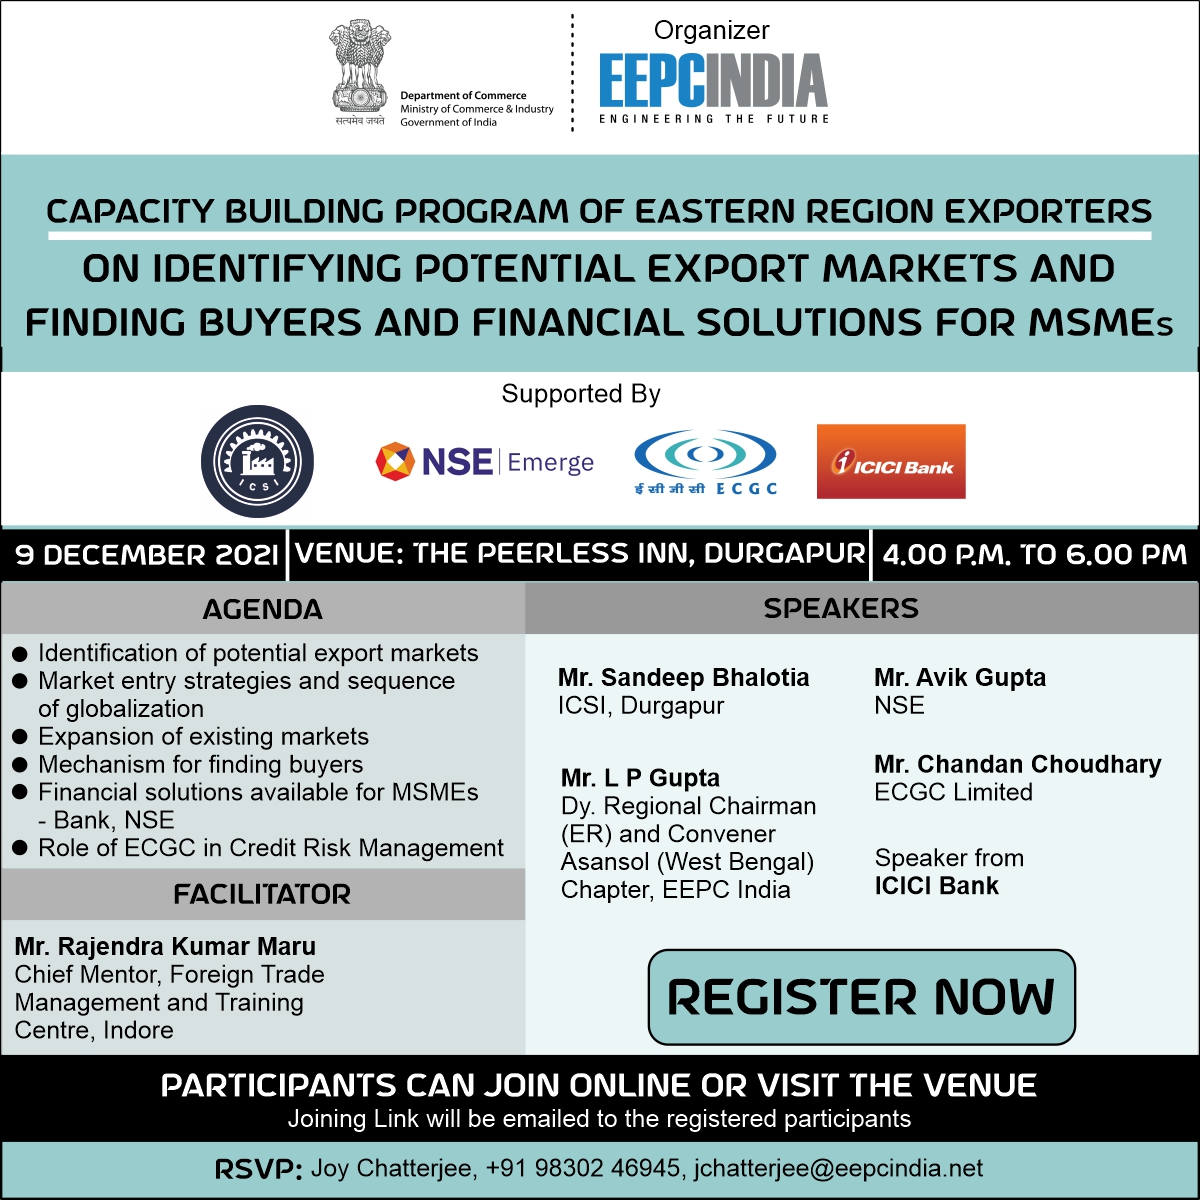 सत्यमेव जयते
Department of Commerce
Ministry of Commerce & Industry
Government of India
Organizer
EEPCINDIA
ENGINEERING THE FUTURE
CAPACITY BUILDING PROGRAM OF EASTERN REGION EXPORTERS
ON IDENTIFYING POTENTIAL EXPORT MARKETS AND
FINDING BUYERS AND FINANCIAL SOLUTIONS FOR MSMEs
Supported By
ICSI
NSE Emerge
ई सी जी सी ECGC
ICICI Bank
9 DECEMBER 2021
VENUE: THE PEERLESS INN, DURGAPUR
4.00 P.M. TO 6.00 PM
AGENDA
● Identification of potential export markets
● Market entry strategies and sequence
of globalization
● Expansion of existing markets
● Mechanism for finding buyers
● Financial solutions available for MSMEs
- Bank, NSE
● Role of ECGC in Credit Risk Management
FACILITATOR
Mr. Rajendra Kumar Maru
Chief Mentor, Foreign Trade
Management and Training
Centre, Indore
SPEAKERS
Mr. Sandeep Bhalotia
ICSI, Durgapur
Mr. L P Gupta
Dy. Regional Chairman
(ER) and Convener
Asansol (West Bengal)
Chapter, EEPC India
Mr. Avik Gupta
NSE
Mr. Chandan Choudhary
ECGC Limited
Speaker from
ICICI Bank
REGISTER NOW
PARTICIPANTS CAN JOIN ONLINE OR VISIT THE VENUE
Joining Link will be emailed to the registered participants
RSVP: Joy Chatterjee, +91 98302 46945, jchatterjee@eepcindia.net